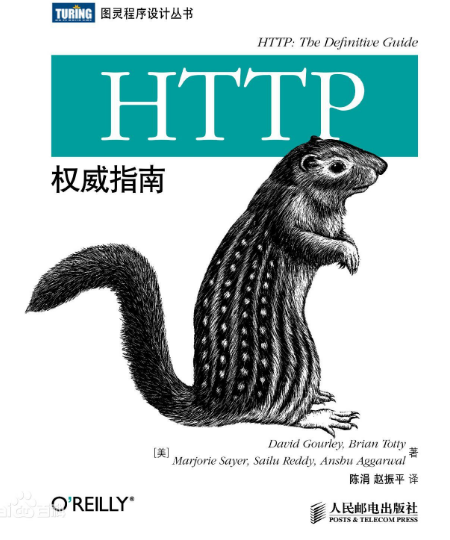 TURING 图灵程序设计丛书
HTTP: The Definitive Guide
HTTP
权威指南
David Gourley, Brian Totty
[美] 著
Marjorie Sayer, Sailu Reddy, Anshu Aggarwal
陈涓 赵振平 译
O'REILLY®
人民邮电出版社
POSTS & TELECOM PRESS